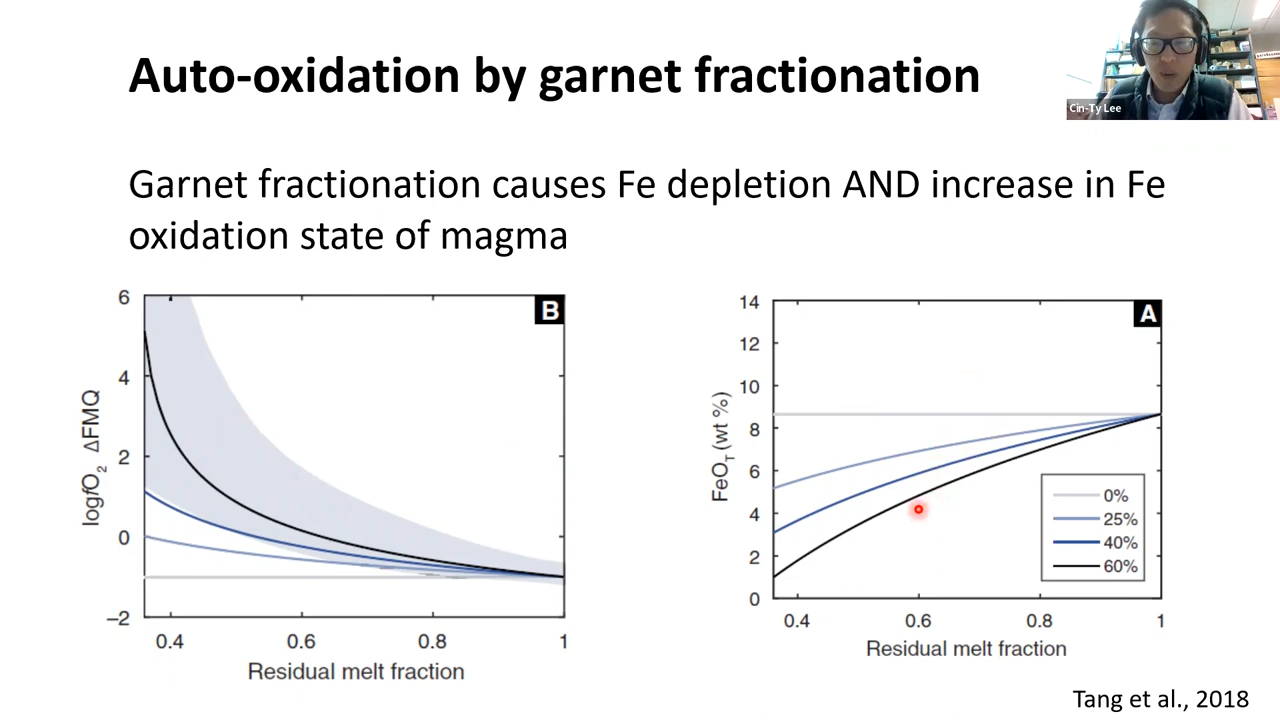 Auto-oxidation by garnet fractionation
Cin-Ty Lee
Garnet fractionation causes Fe depletion AND increase in Fe
oxidation state of magma
B
6
4
2
0
−2
logfO2 ΔFMQ
0.4
0.6
0.8
1
Residual melt fraction
A
14
12
10
8
6
4
2
0
FeOT (wt %)
0%
25%
40%
60%
0.4
0.6
0.8
1
Residual melt fraction
Tang et al., 2018